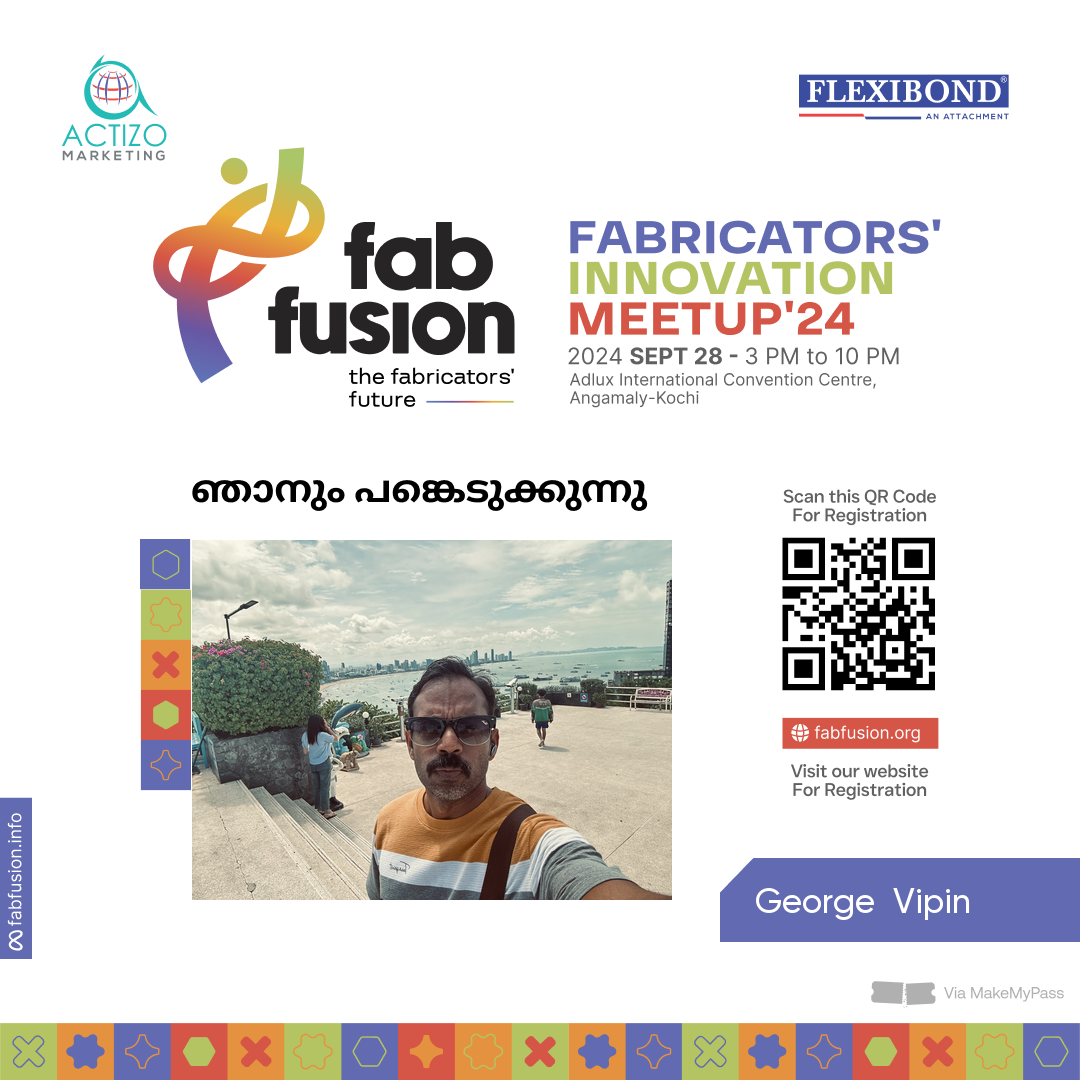 ACTIZO
MARKETING
FLEXIBOND®
AN ATTACHMENT
fab
fusion
the fabricators'
future
FABRICATORS'
INNOVATION
MEETUP'24
2024 SEPT 28 - 3 PM to 10 PM
Adlux International Convention Centre,
Angamaly-Kochi
ഞാനും പങ്കെടുക്കുന്നു
Scan this QR Code
For Registration
fabfusion.org
Visit our website
For Registration
fabfusion.info
George Vipin
Via MakeMyPass